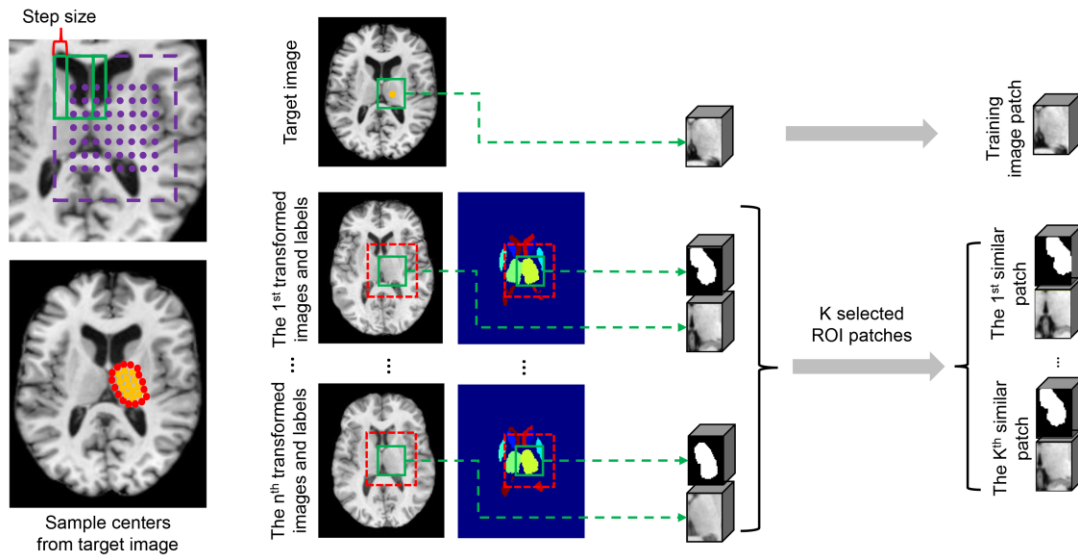 Step size
Sample centers
from target image
Target image
The 1st transformed
images and labels
...
...
...
The nth transformed
images and labels
K selected
ROI patches
Training
image patch
The 1st similar
patch
...
The Kth similar
patch